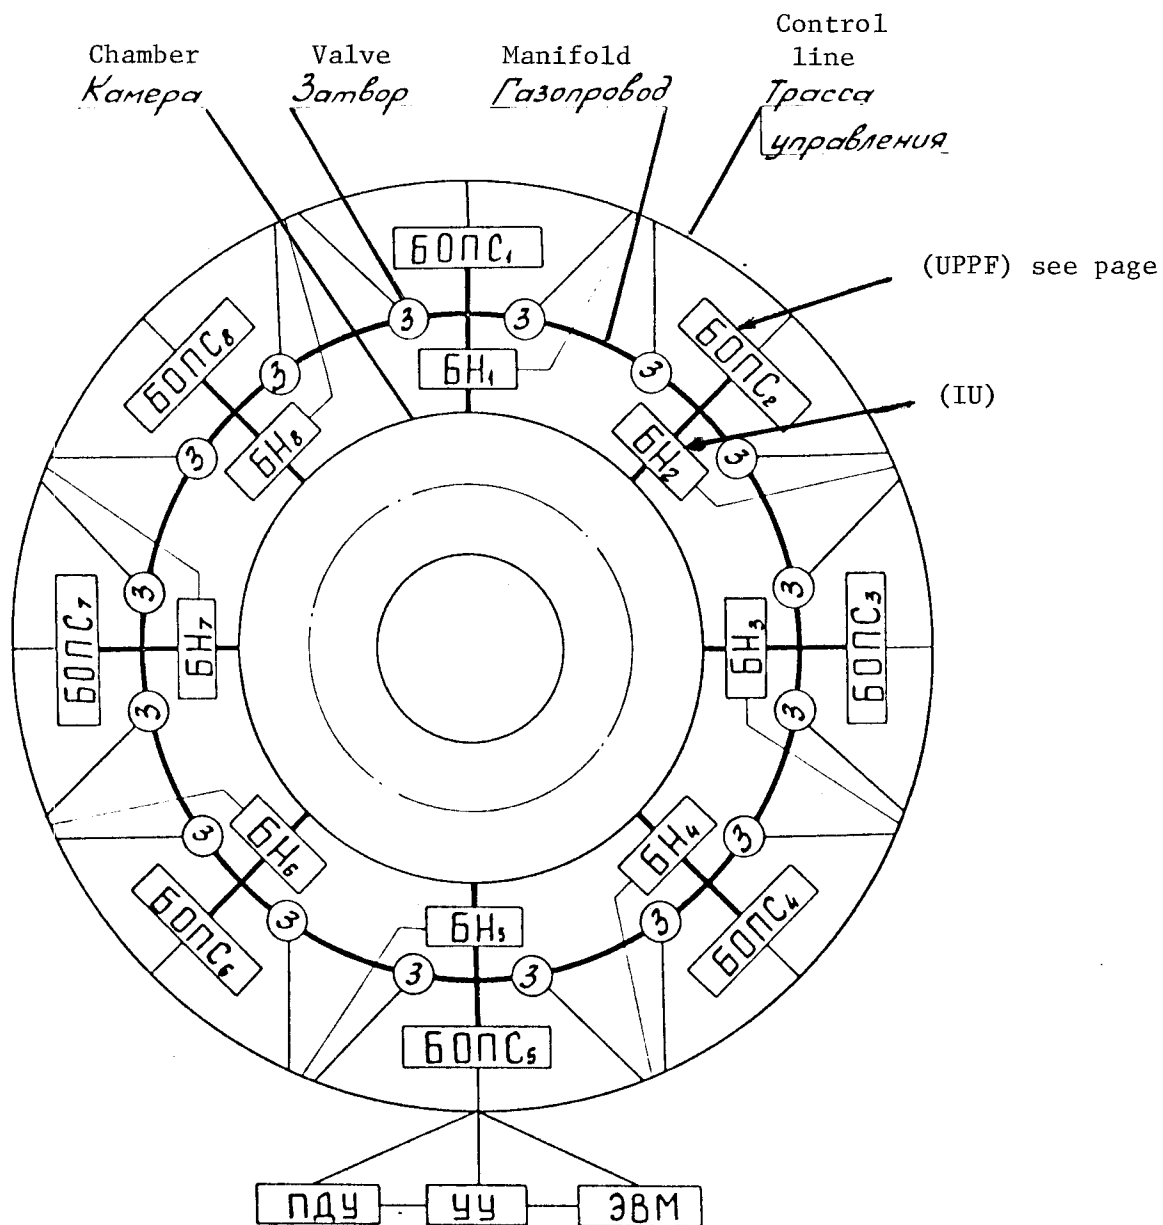 Chamber
Камера
Valve
Затвор
Manifold
Газопровод
Control
line
Трасса
управления
(UPPF) see page
(IU)
БОПС₁
З
З
БН₁
БОПС₈
З
БН₈
З
БОПС₂
З
БН₂
З
БОПС₇
З
БН₇
З
БОПС₃
З
БН₃
З
БОПС₆
З
БН₆
З
БОПС₄
З
БН₄
З
БН₅
З
З
БОПС₅
ПДУ
УУ
ЭВМ